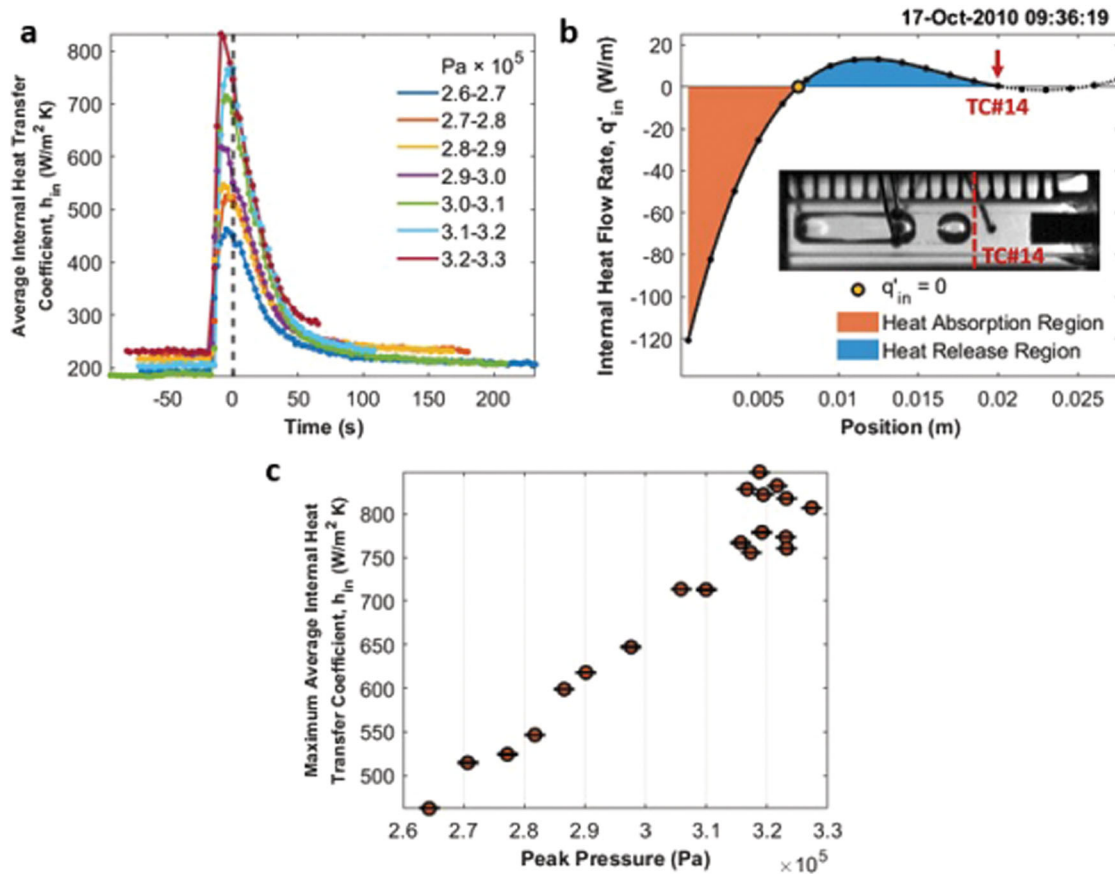 17-Oct-2010 09:36:19
a
Average Internal Heat Transfer
Coefficient, h_in (W/m² K)
800
700
600
500
400
300
200
-50
0
50
100
150
200
Time (s)
Pa × 10⁵
2.6-2.7
2.7-2.8
2.8-2.9
2.9-3.0
3.0-3.1
3.1-3.2
3.2-3.3
b
Internal Heat Flow Rate, q'_in (W/m)
20
0
-20
-40
-60
-80
-100
-120
0.005
0.01
0.015
0.02
0.025
Position (m)
TC#14
TC#14
q'_in = 0
Heat Absorption Region
Heat Release Region
c
Maximum Average Internal Heat
Transfer Coefficient, h_in (W/m² K)
800
750
700
650
600
550
500
2.6
2.7
2.8
2.9
3
3.1
3.2
3.3
Peak Pressure (Pa)
× 10⁵